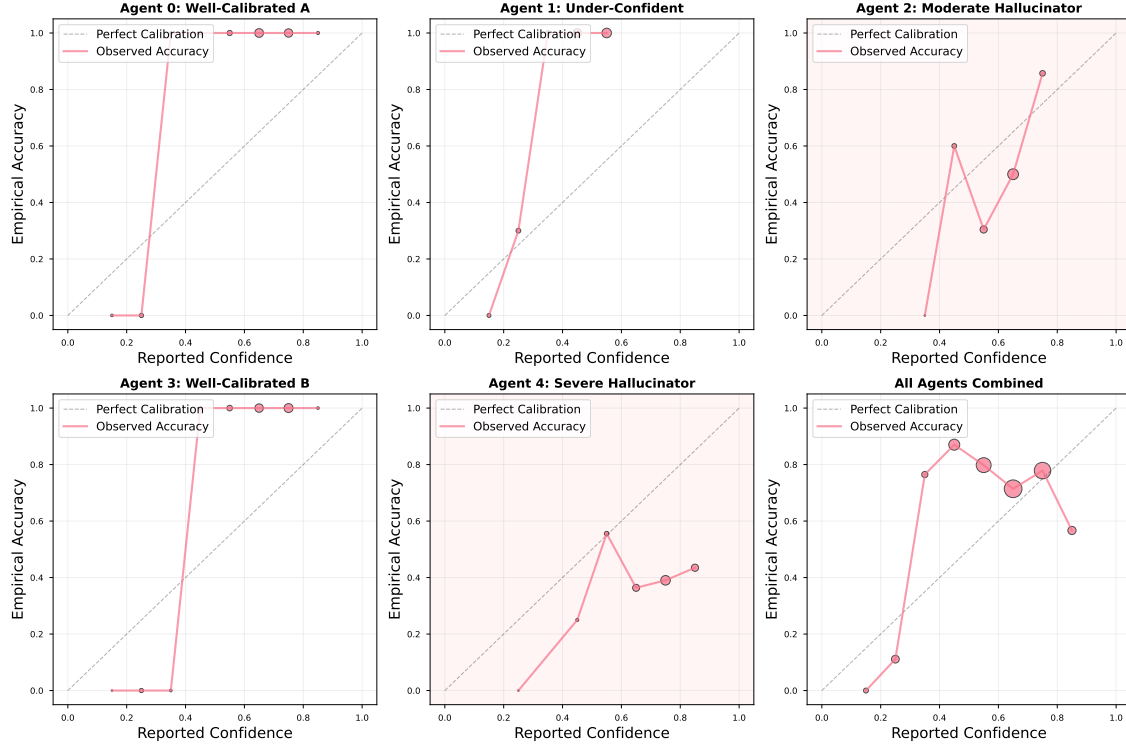 Agent 0: Well-Calibrated A
1.0
0.8
0.6
0.4
0.2
0.0
Empirical Accuracy
Perfect Calibration
Observed Accuracy
0.0 0.2 0.4 0.6 0.8 1.0
Reported Confidence
Agent 1: Under-Confident
1.0
0.8
0.6
0.4
0.2
0.0
Empirical Accuracy
Perfect Calibration
Observed Accuracy
0.0 0.2 0.4 0.6 0.8 1.0
Reported Confidence
Agent 2: Moderate Hallucinator
1.0
0.8
0.6
0.4
0.2
0.0
Empirical Accuracy
Perfect Calibration
Observed Accuracy
0.0 0.2 0.4 0.6 0.8 1.0
Reported Confidence
Agent 3: Well-Calibrated B
1.0
0.8
0.6
0.4
0.2
0.0
Empirical Accuracy
Perfect Calibration
Observed Accuracy
0.0 0.2 0.4 0.6 0.8 1.0
Reported Confidence
Agent 4: Severe Hallucinator
1.0
0.8
0.6
0.4
0.2
0.0
Empirical Accuracy
Perfect Calibration
Observed Accuracy
0.0 0.2 0.4 0.6 0.8 1.0
Reported Confidence
All Agents Combined
1.0
0.8
0.6
0.4
0.2
0.0
Empirical Accuracy
Perfect Calibration
Observed Accuracy
0.0 0.2 0.4 0.6 0.8 1.0
Reported Confidence